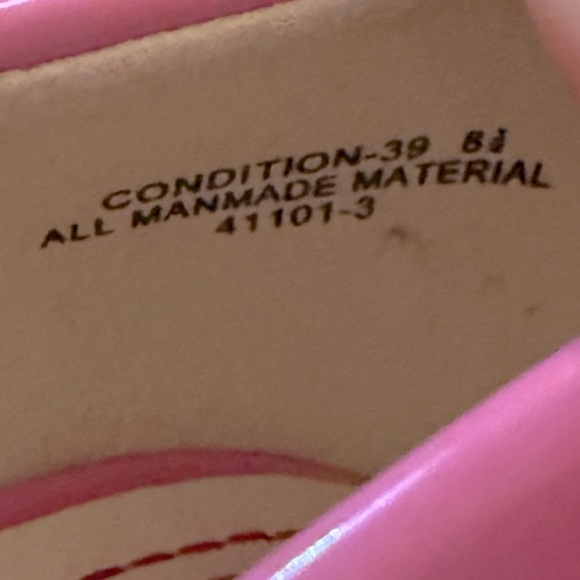 CONDITION-39 8½
ALL MANMADE MATERIAL
41101-3